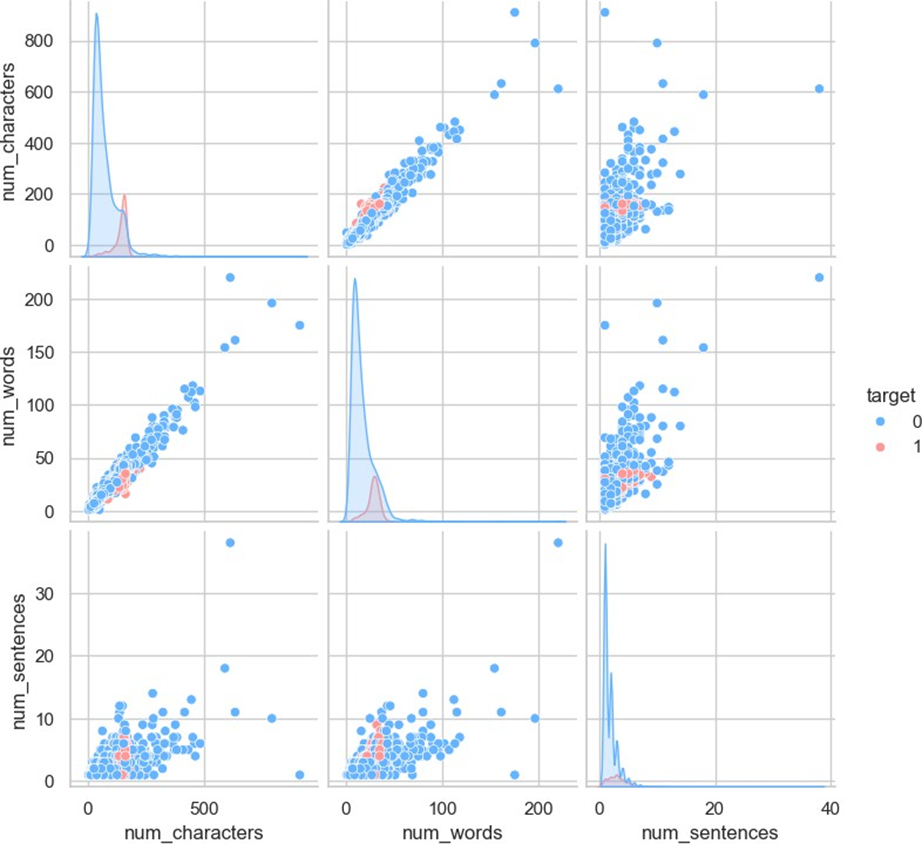 num_characters
800
600
400
200
0
num_words
200
150
100
50
0
target
0
1
num_sentences
30
20
10
0
0 500 0 100 200 0 20 40
num_characters num_words num_sentences